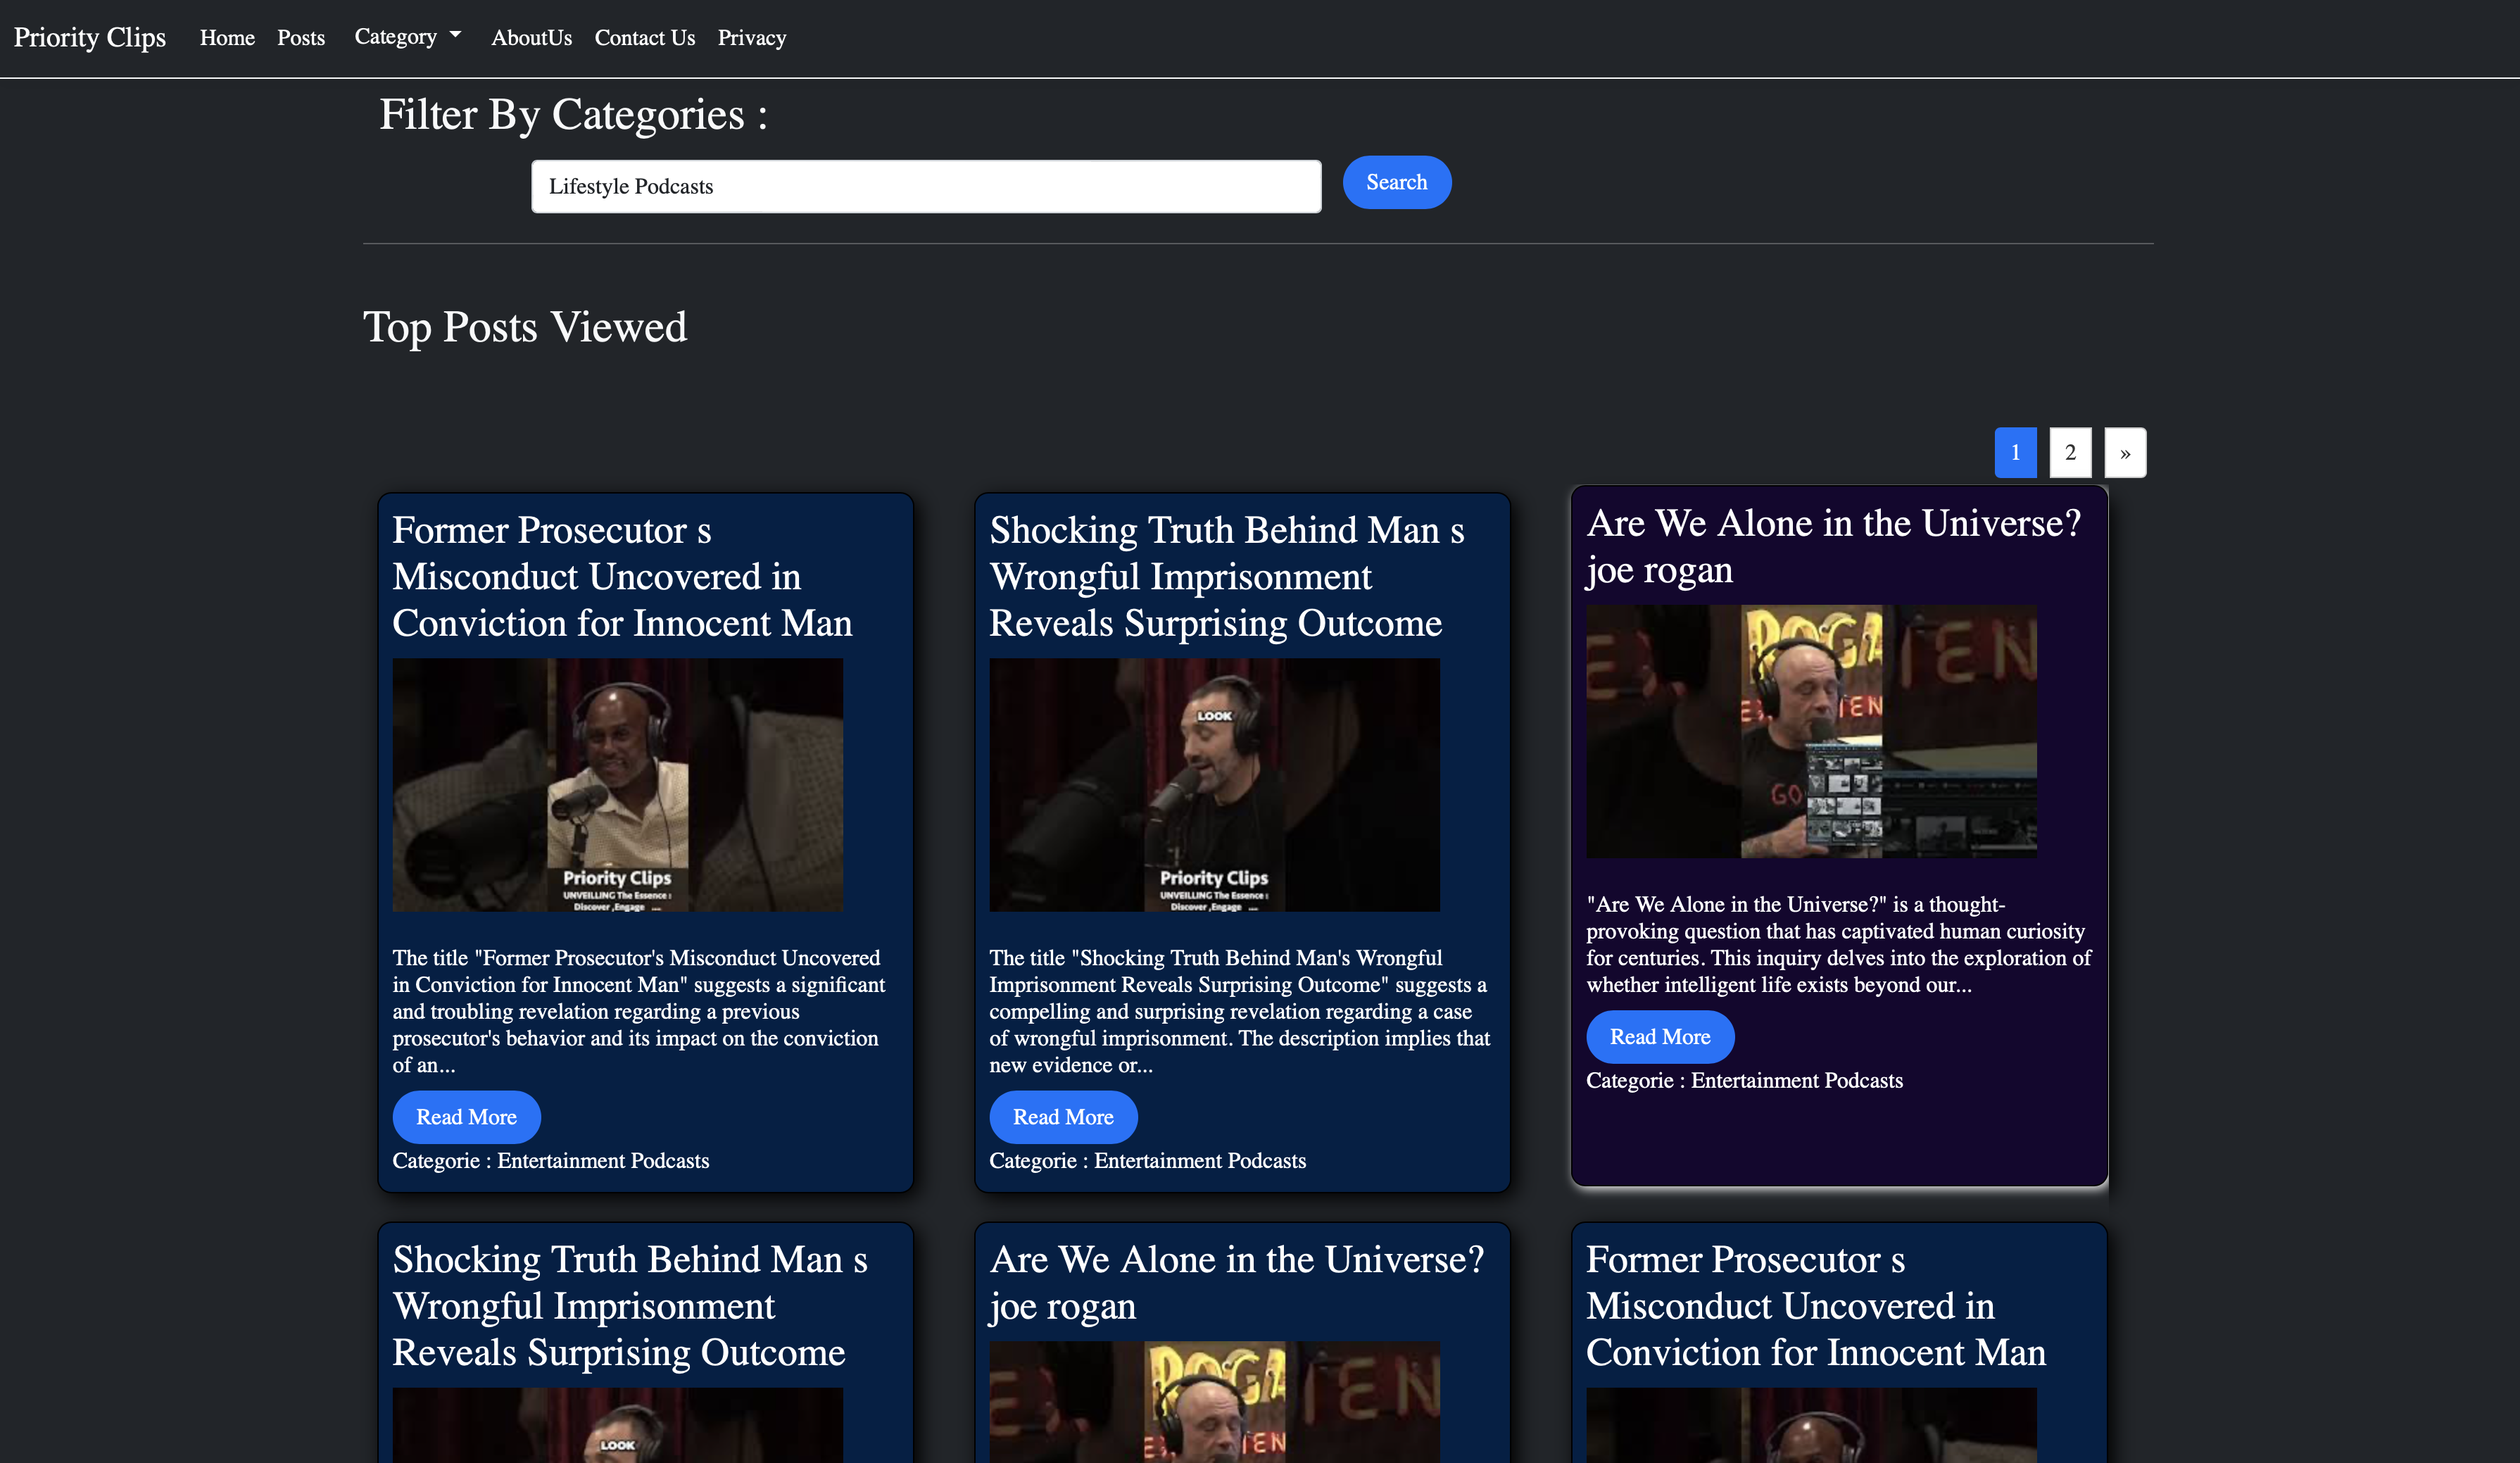 Priority Clips Home Posts Category AboutUs Contact Us Privacy
Filter By Categories :
Lifestyle Podcasts
Search
Top Posts Viewed
1 2 »
Former Prosecutor s
Misconduct Uncovered in
Conviction for Innocent Man
Priority Clips
UNVEILLING The Essence :
Discover ,Engage ...
The title "Former Prosecutor's Misconduct Uncovered
in Conviction for Innocent Man" suggests a significant
and troubling revelation regarding a previous
prosecutor's behavior and its impact on the conviction
of an...
Read More
Categorie : Entertainment Podcasts
Shocking Truth Behind Man s
Wrongful Imprisonment
Reveals Surprising Outcome
LOOK
Priority Clips
UNVEILLING The Essence :
Discover ,Engage ...
The title "Shocking Truth Behind Man's Wrongful
Imprisonment Reveals Surprising Outcome" suggests a
compelling and surprising revelation regarding a case
of wrongful imprisonment. The description implies that
new evidence or...
Read More
Categorie : Entertainment Podcasts
Are We Alone in the Universe?
joe rogan
ROGA
E TEN
E IEN
GO
"Are We Alone in the Universe?" is a thought-
provoking question that has captivated human curiosity
for centuries. This inquiry delves into the exploration of
whether intelligent life exists beyond our...
Read More
Categorie : Entertainment Podcasts
Shocking Truth Behind Man s
Wrongful Imprisonment
Reveals Surprising Outcome
LOOK
Are We Alone in the Universe?
joe rogan
ROGA
E TEN
E IEN
Former Prosecutor s
Misconduct Uncovered in
Conviction for Innocent Man